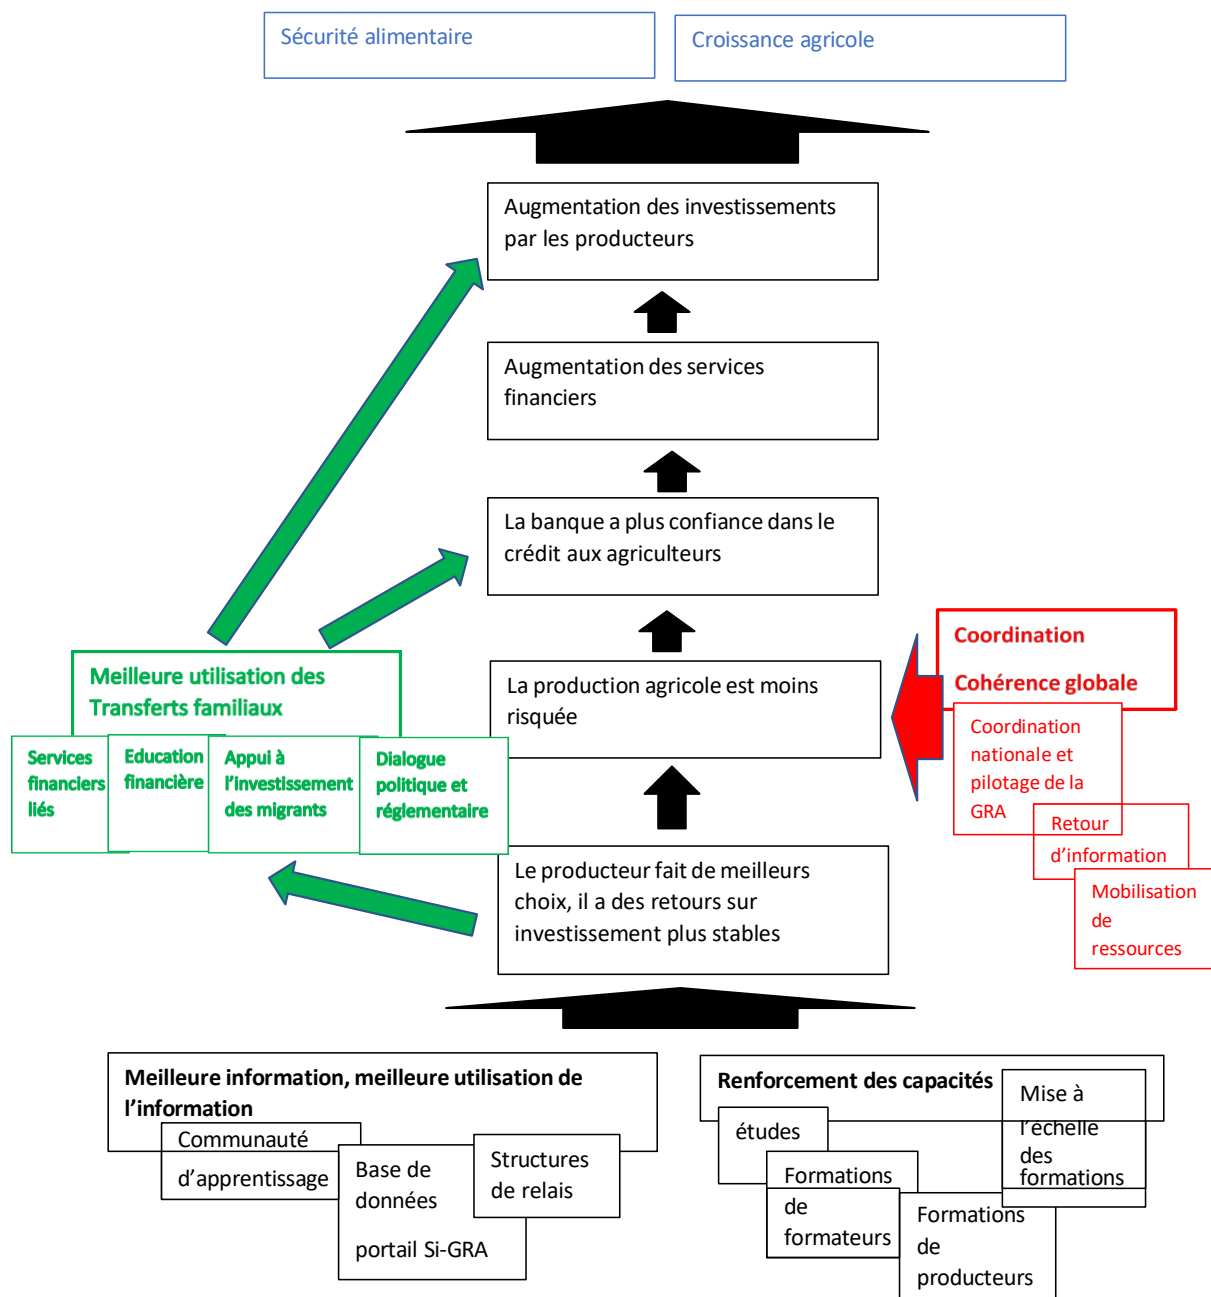 Sécurité alimentaire
Croissance agricole
Augmentation des investissements
par les producteurs
Augmentation des services
financiers
La banque a plus confiance dans le
crédit aux agriculteurs
La production agricole est moins
risquée
Coordination
Cohérence globale
Coordination
nationale et
pilotage de la
GRA
Retour
d’information
Mobilisation
de
ressources
Meilleure utilisation des
Transferts familiaux
Services
financiers
liés
Education
financière
Appui à
l’investissement
des migrants
Dialogue
politique et
réglementaire
Le producteur fait de meilleurs
choix, il a des retours sur
investissement plus stables
Meilleure information, meilleure utilisation de
l’information
Communauté
d’apprentissage
Base de
données
portail Si-GRA
Structures
de relais
Renforcement des capacités
études
Formations
de
formateurs
Formations
de
producteurs
Mise à
l’échelle
des
formations